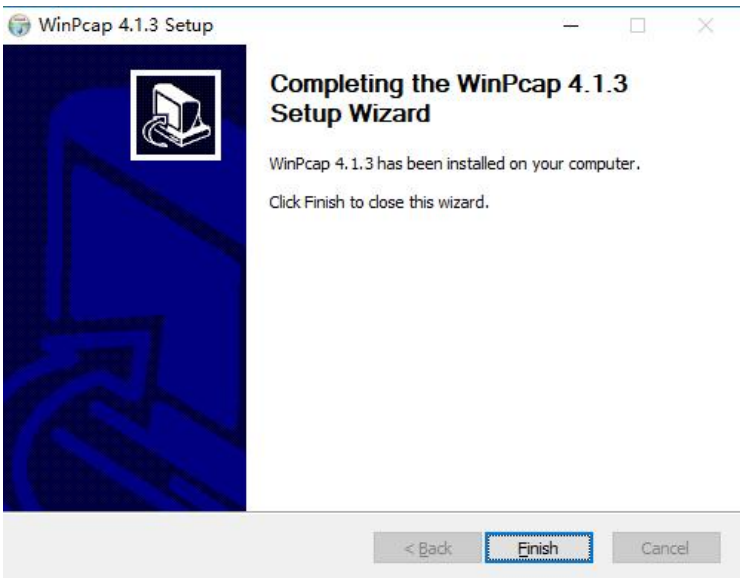 WinPcap 4.1.3 Setup
Completing the WinPcap 4.1.3
Setup Wizard
WinPcap 4.1.3 has been installed on your computer.
Click Finish to close this wizard.
< Back Finish Cancel